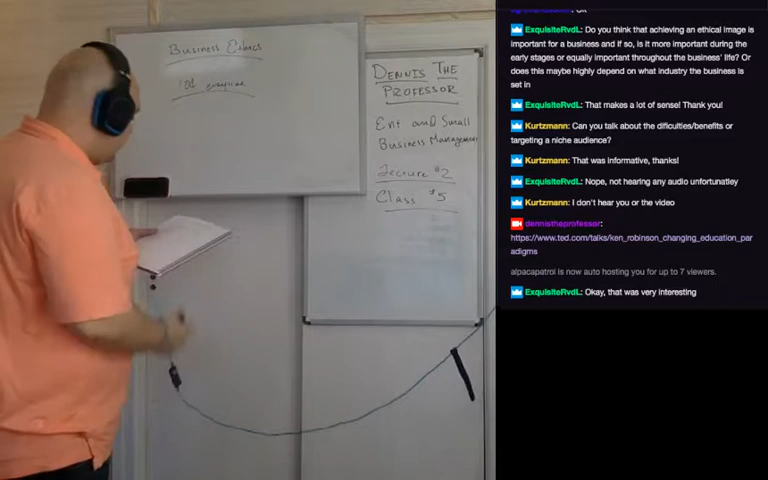 Business Ethics
DENNIS THE
PROFESSOR
Ent and Small
Business Management
Lecture #2
Class #5
ExquisiteRvdL: Do you think that achieving an ethical image is
important for a business and if so, is it more important during the
early stages or equally important throughout the business' life? Or
does this maybe highly depend on what industry the business is
set in
ExquisiteRvdL: That makes a lot of sense! Thank you!
Kurtzmann: Can you talk about the dificulties/benefits or
targeting a niche audience?
Kurtzmann: That was informative, thanks!
ExquisiteRvdL: Nope, not hearing any audio unfortunatley
Kurtzmann: I don't hear you or the video
dennistheprofessor:
https://www.ted.com/talks/ken_robinson_changing_education_par
adigms
alpacapatrol is now auto hosting you for up to 7 viewers.
ExquisiteRvdL: Okay, that was very interesting